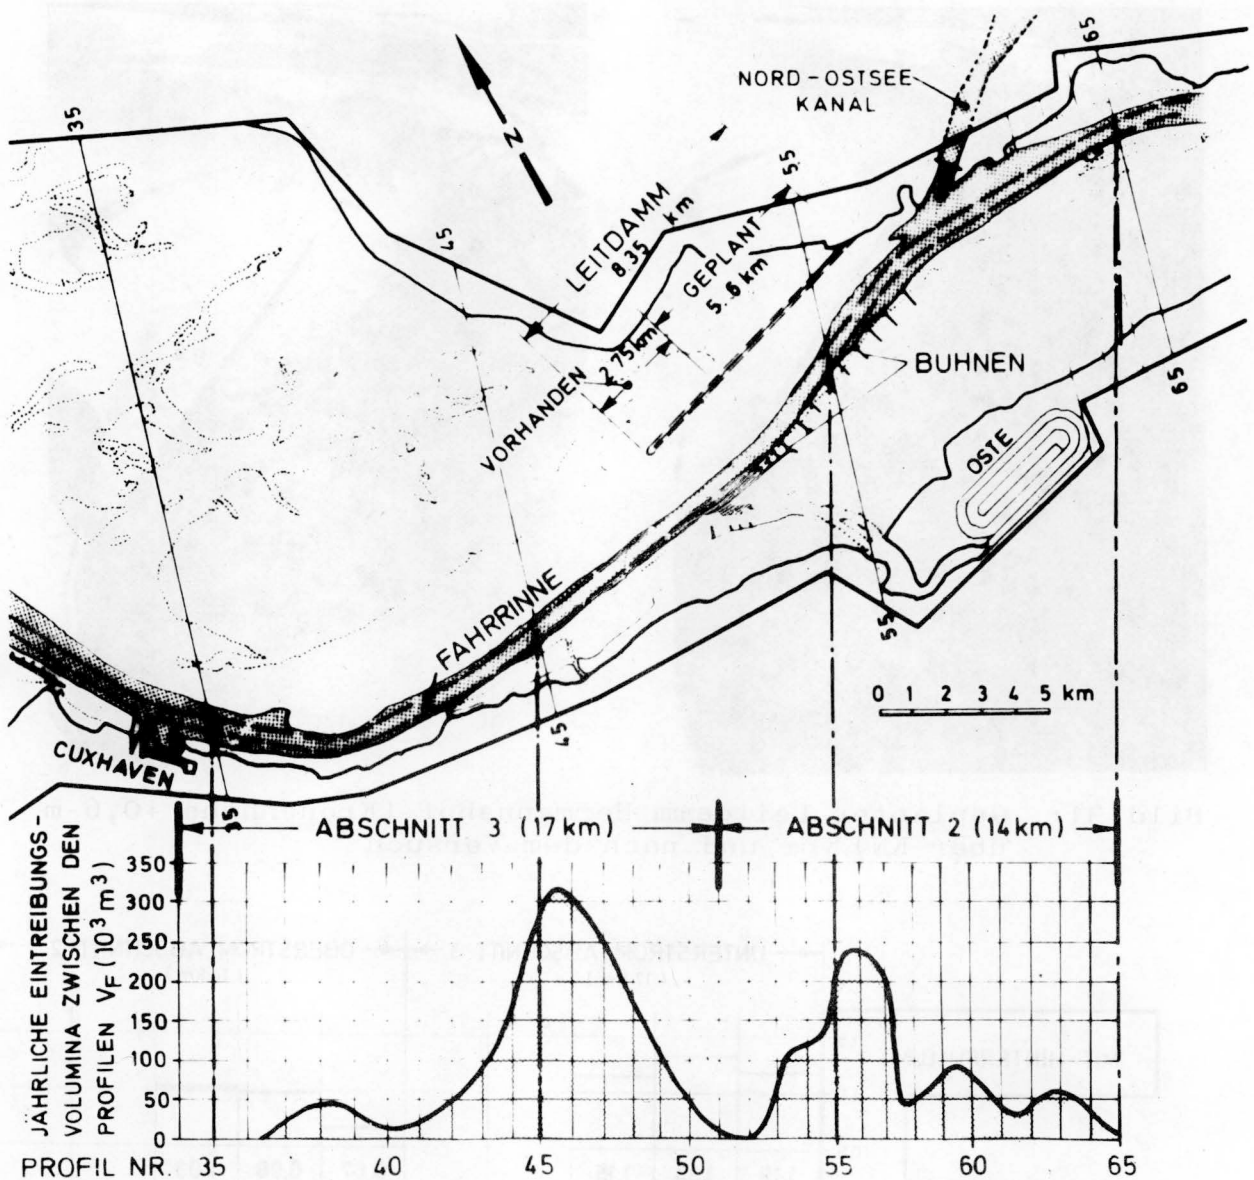 NORD-OSTSEE
KANAL
65
35
N
55
45
LEITDAMM
8.35 km
GEPLANT
5.6 km
VORHANDEN 2.75km
BUHNEN
65
OSTE
FAHRRINNE
55
0 1 2 3 4 5 km
45
CUXHAVEN
35
ABSCHNITT 3 (17 km)
ABSCHNITT 2 (14 km)
JÄHRLICHE EINTREIBUNGS
VOLUMINA ZWISCHEN DEN
PROFILEN VF (10³ m³)
350
300
250
200
150
100
50
0
PROFIL NR. 35 40 45 50 55 60 65